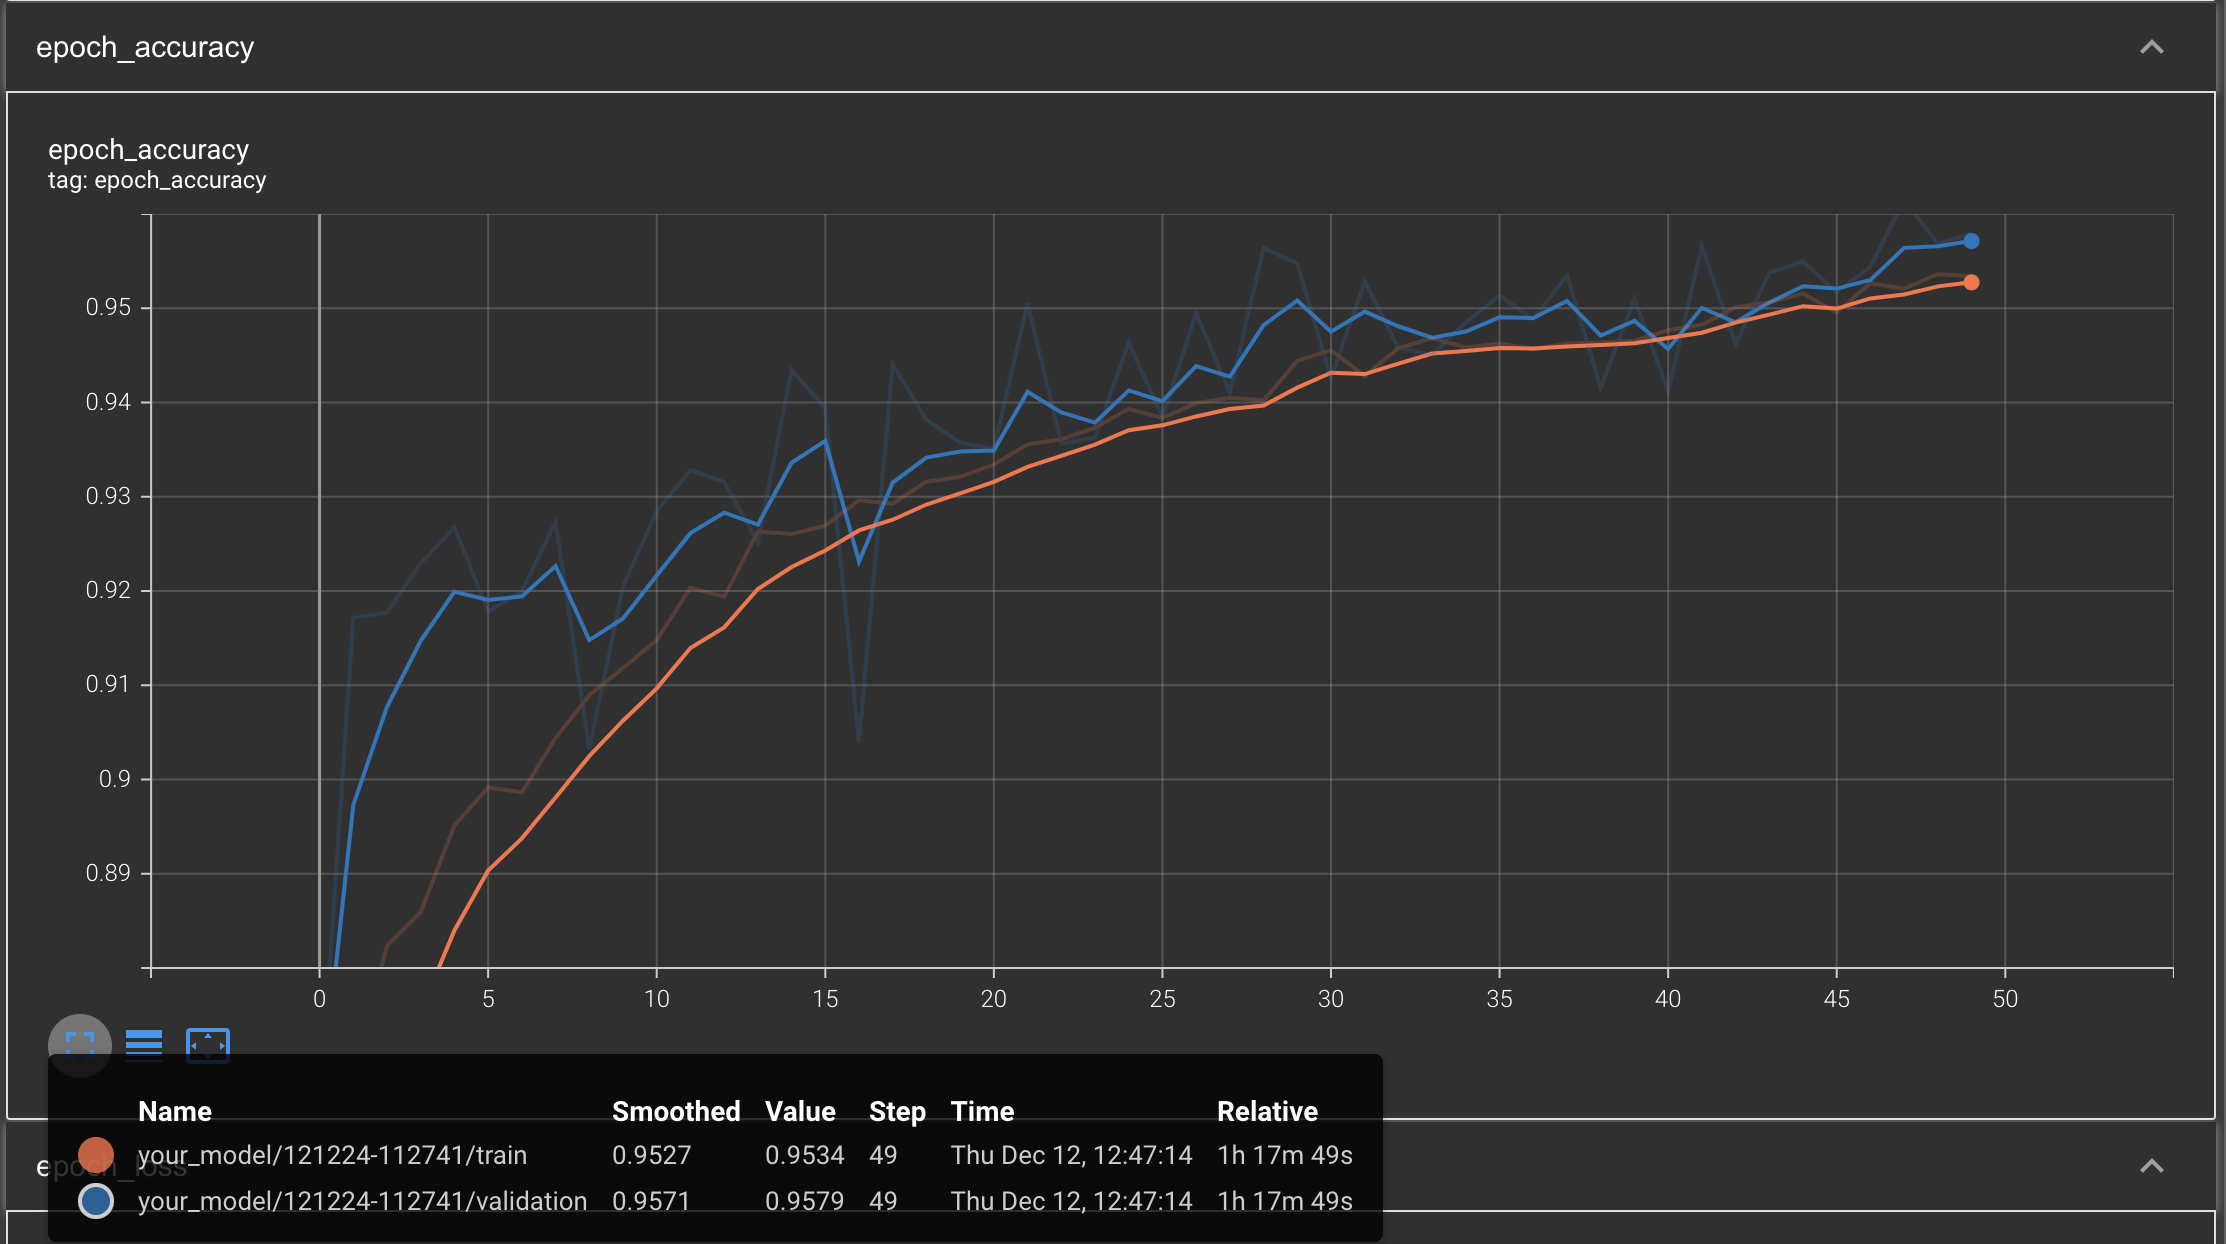 epoch_accuracy
epoch_accuracy
tag: epoch_accuracy
0.95
0.94
0.93
0.92
0.91
0.9
0.89
0 5 10 15 20 25 30 35 40 45 50
Name Smoothed Value Step Time Relative
your_model/121224-112741/train 0.9527 0.9534 49 Thu Dec 12, 12:47:14 1h 17m 49s
epoch_loss
your_model/121224-112741/validation 0.9571 0.9579 49 Thu Dec 12, 12:47:14 1h 17m 49s